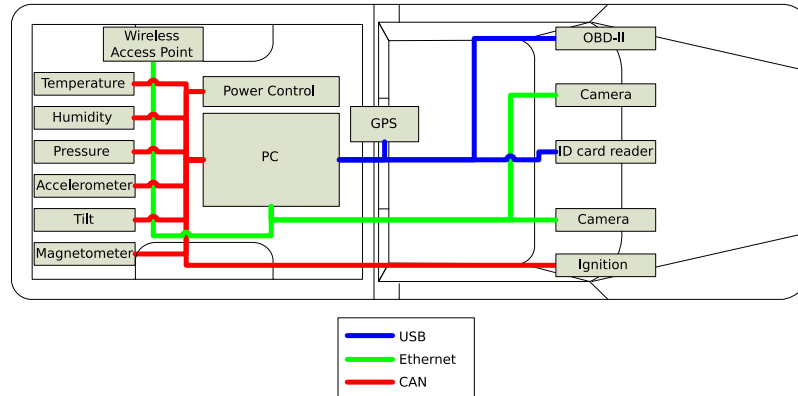 Wireless
Access Point
OBD-II
Temperature
Power Control
Camera
Humidity
GPS
Pressure
PC
ID card reader
Accelerometer
Tilt
Camera
Magnetometer
Ignition
USB
Ethernet
CAN